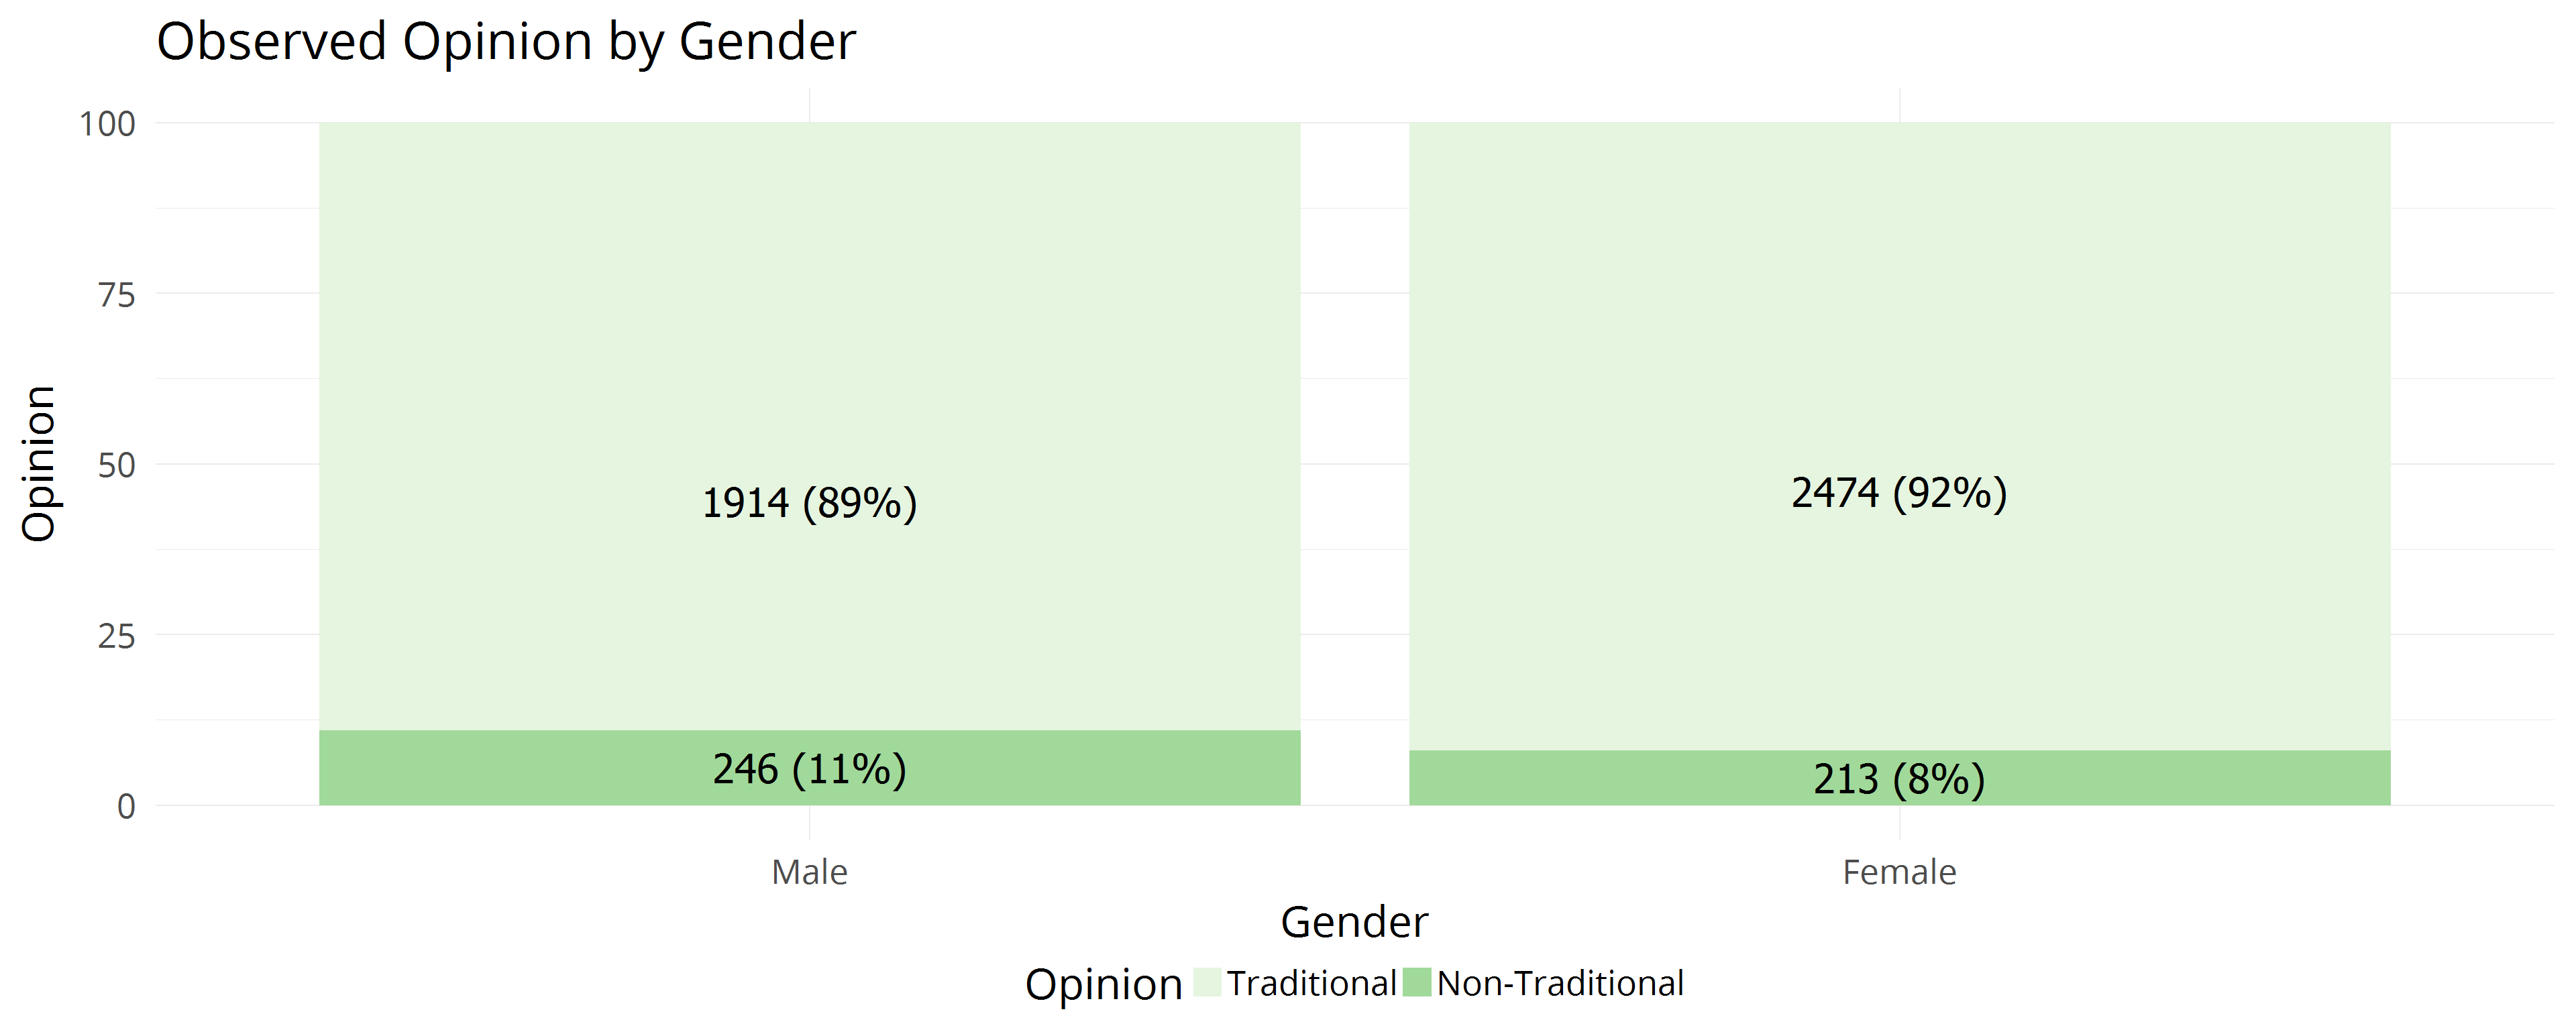 Observed Opinion by Gender
100
75
50
25
0
Opinion
1914 (89%)
2474 (92%)
246 (11%)
213 (8%)
Male
Female
Gender
Opinion Traditional Non-Traditional